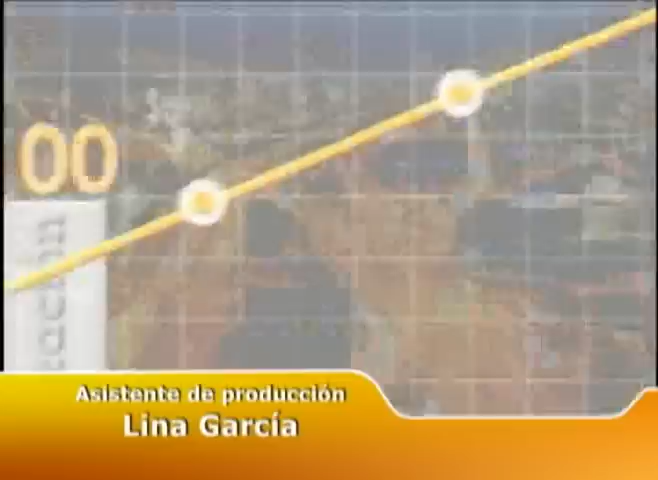 00
Asistente de producción
Lina García